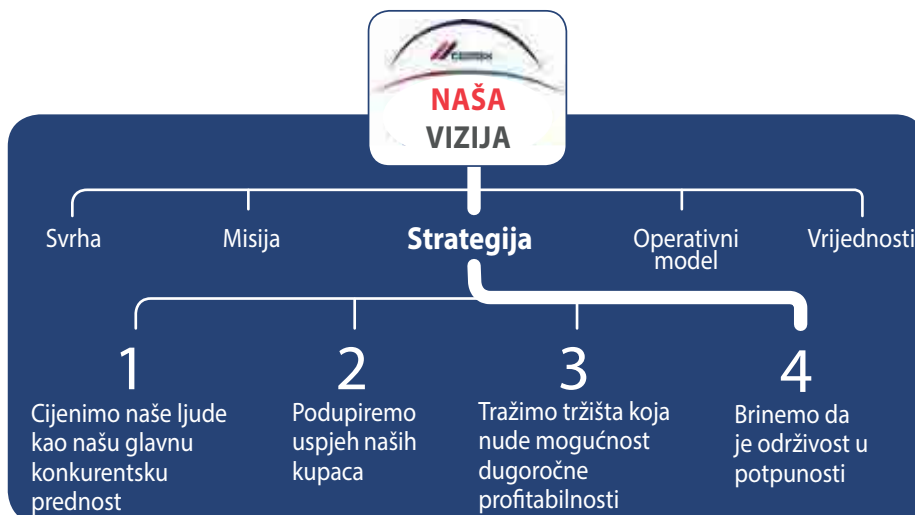 CEMEX
NAŠA
VIZIJA
Svrha
Misija
Strategija
Operativni
model
Vrijednosti
1
Cijenimo naše ljude
kao našu glavnu
konkurentsku
prednost
2
Podupiremo
uspjeh naših
kupaca
3
Tražimo tržišta koja
nude mogućnost
dugoročne
profitabilnosti
4
Brinemo da
je održivost u
potpunosti